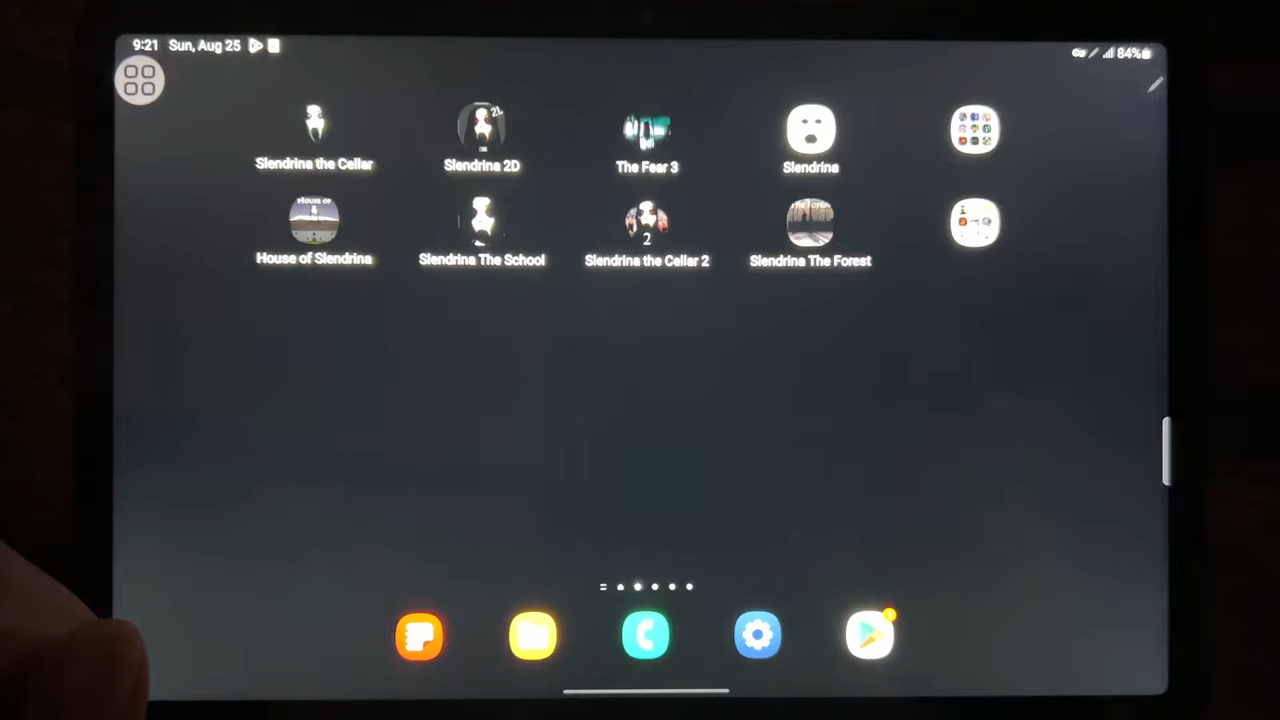 9:21 Sun, Aug 25
84%
Slendrina the Cellar
Slendrina 2D
The Fear 3
Slendrina
House of Slendrina
Slendrina The School
2
Slendrina the Cellar 2
Slendrina The Forest